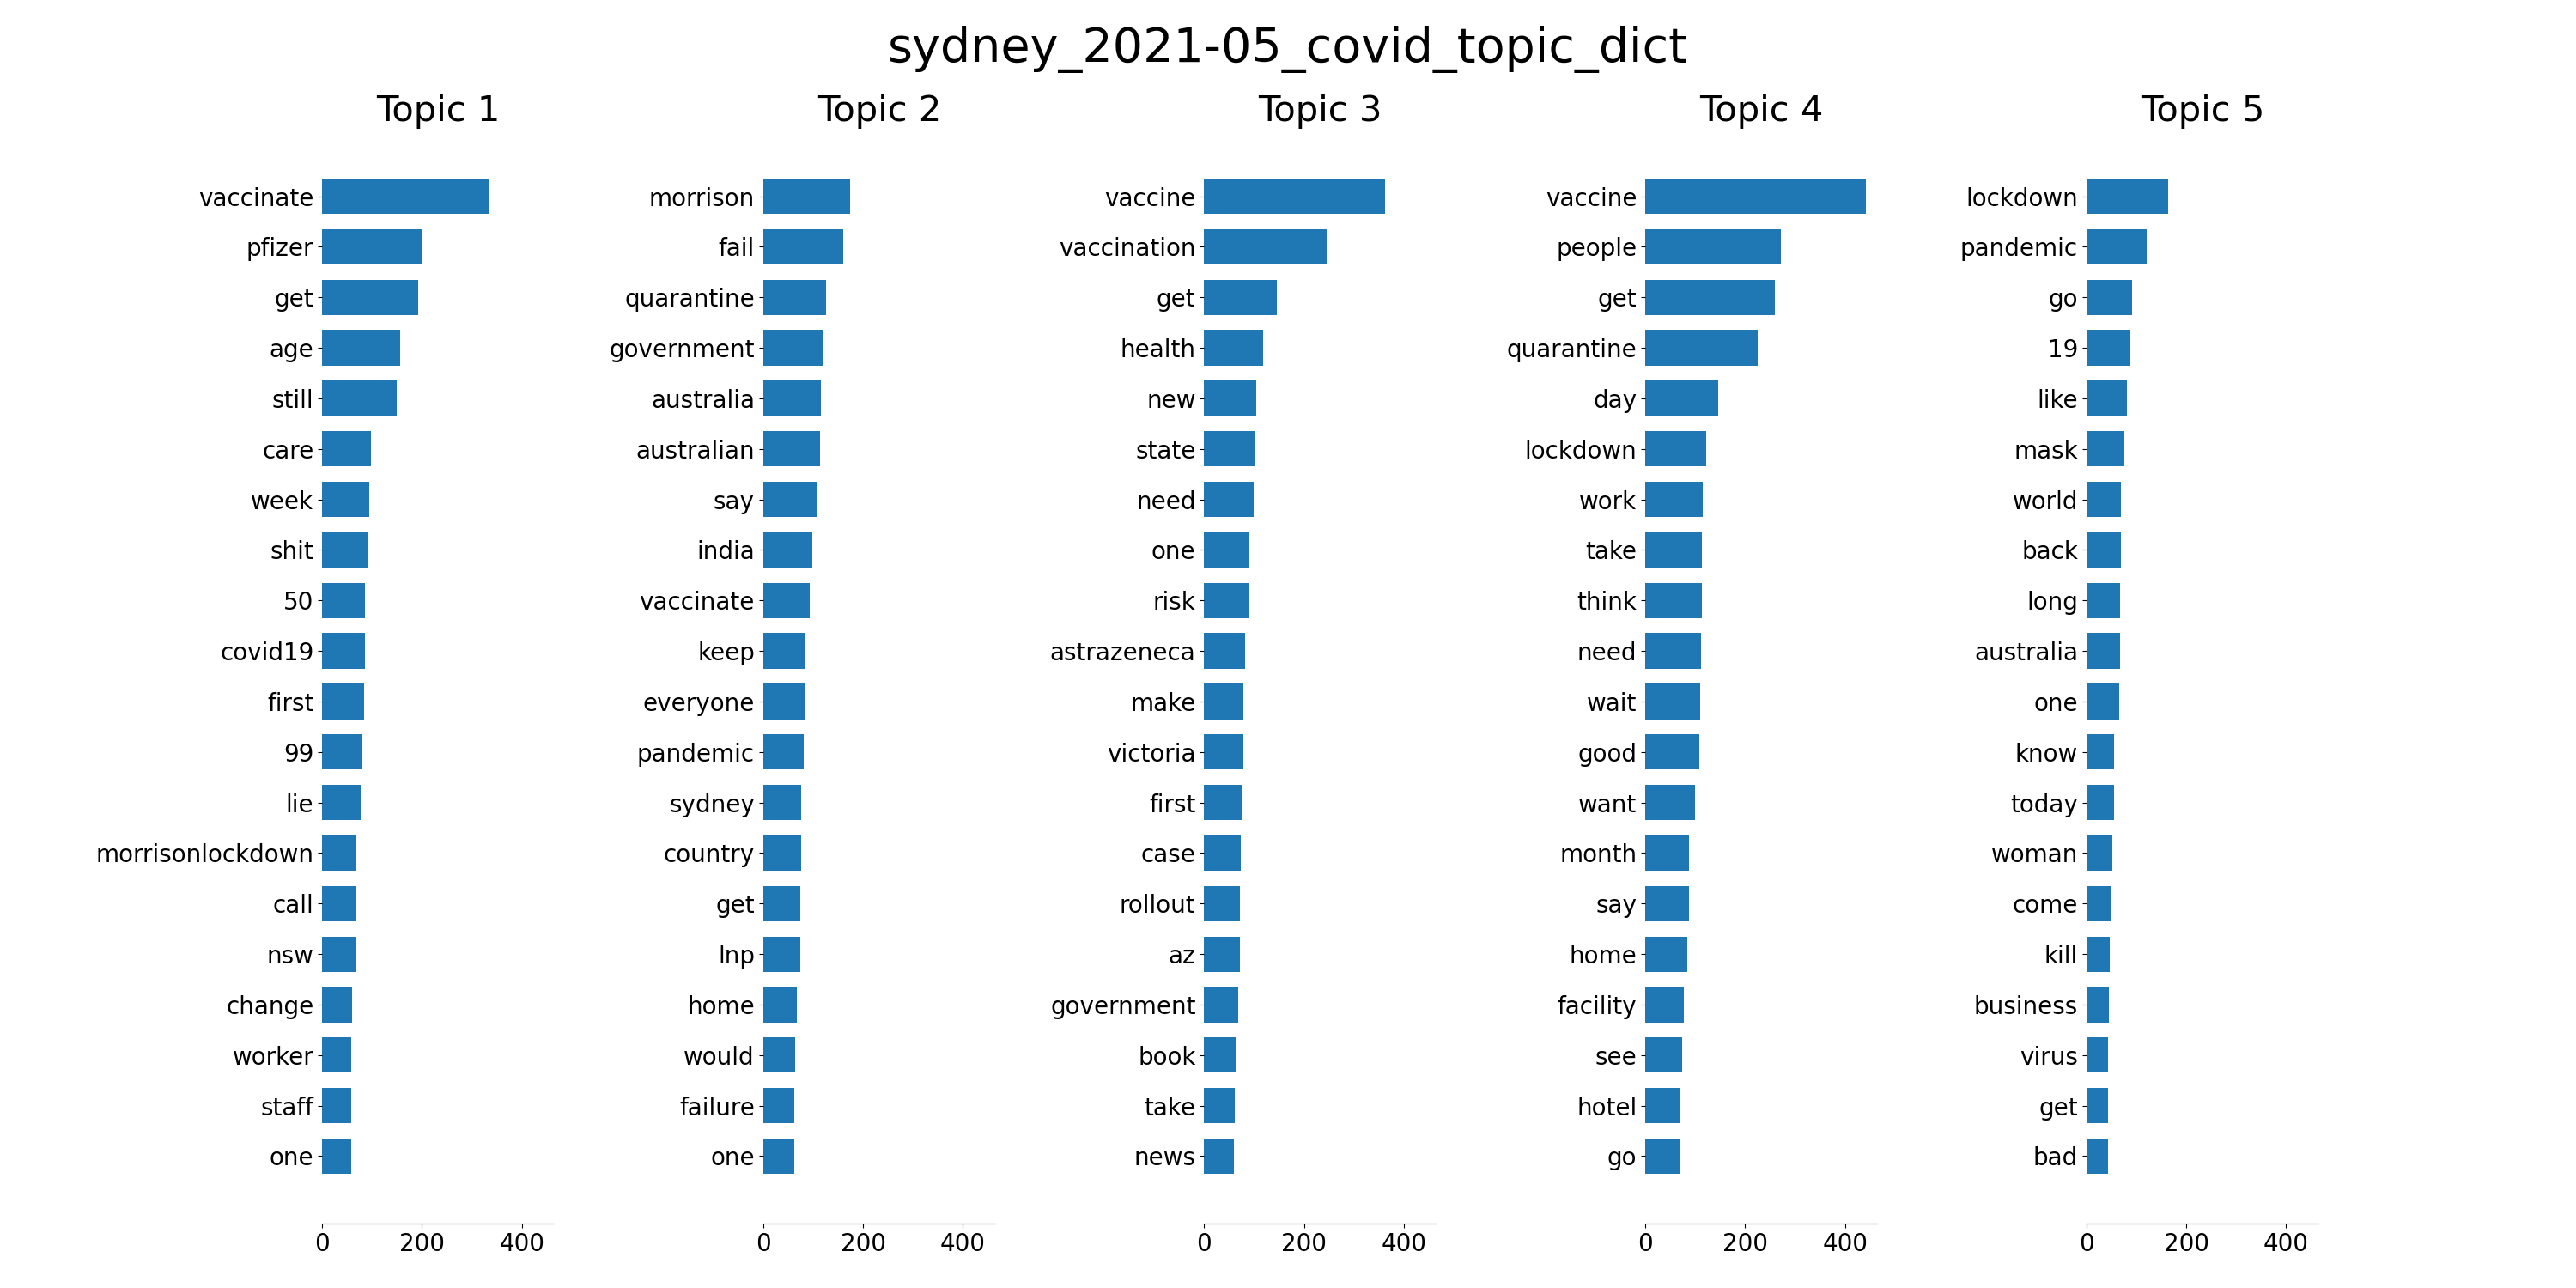 sydney_2021-05_covid_topic_dict
Topic 1
vaccinate
pfizer
get
age
still
care
week
shit
50
covid19
first
99
lie
morrisonlockdown
call
nsw
change
worker
staff
one
0 200 400
Topic 2
morrison
fail
quarantine
government
australia
australian
say
india
vaccinate
keep
everyone
pandemic
sydney
country
get
lnp
home
would
failure
one
0 200 400
Topic 3
vaccine
vaccination
get
health
new
state
need
one
risk
astrazeneca
make
victoria
first
case
rollout
az
government
book
take
news
0 200 400
Topic 4
vaccine
people
get
quarantine
day
lockdown
work
take
think
need
wait
good
want
month
say
home
facility
see
hotel
go
0 200 400
Topic 5
lockdown
pandemic
go
19
like
mask
world
back
long
australia
one
know
today
woman
come
kill
business
virus
get
bad
0 200 400